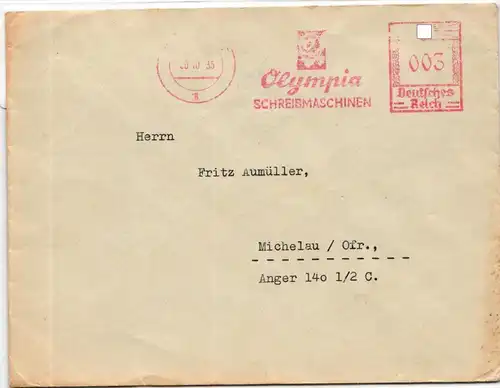 Olympia
SCHREIBMASCHINEN
003
Deutsches
Reich
Herrn
Fritz Aumüller,
Michelau / Ofr.,
Anger 14o 1/2 C.